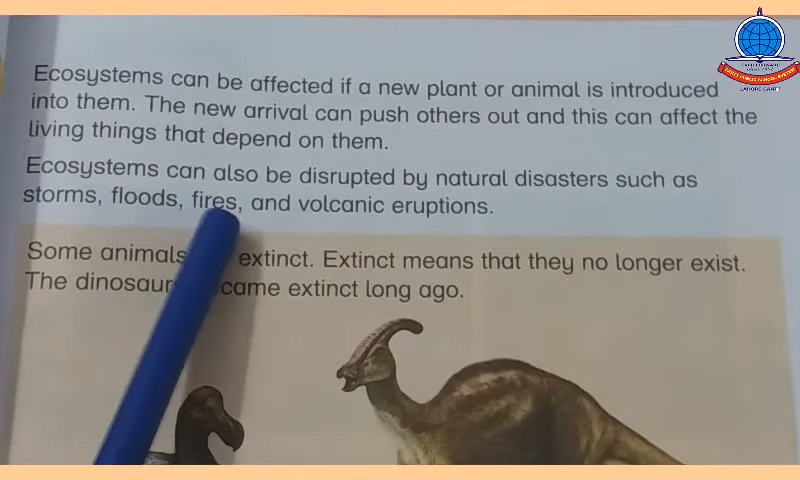 Ecosystems can be affected if a new plant or animal is introduced
into them. The new arrival can push others out and this can affect the
living things that depend on them.
Ecosystems can also be disrupted by natural disasters such as
storms, floods, fires, and volcanic eruptions.
Some animals extinct. Extinct means that they no longer exist.
The dinosaur came extinct long ago.
LAHORE CANTT